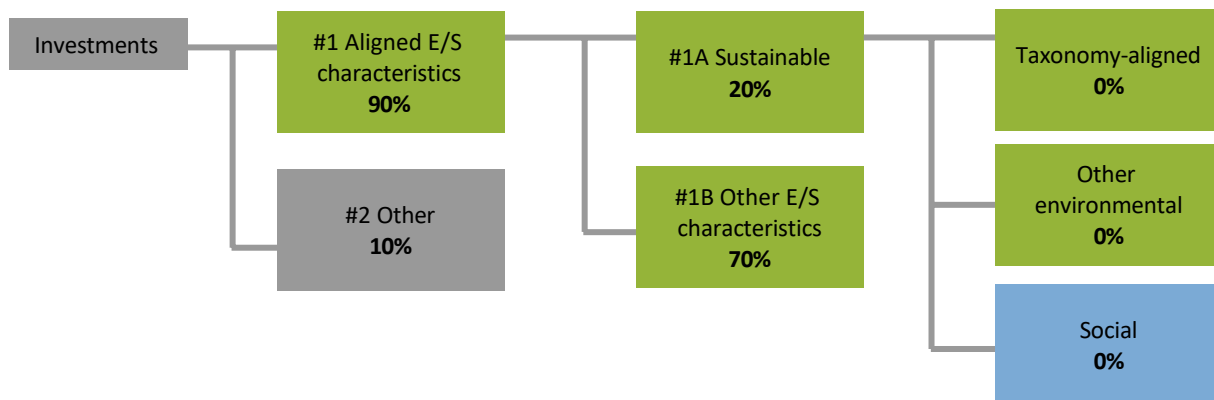 Investments
#1 Aligned E/S
characteristics
90%
#2 Other
10%
#1A Sustainable
20%
#1B Other E/S
characteristics
70%
Taxonomy-aligned
0%
Other
environmental
0%
Social
0%